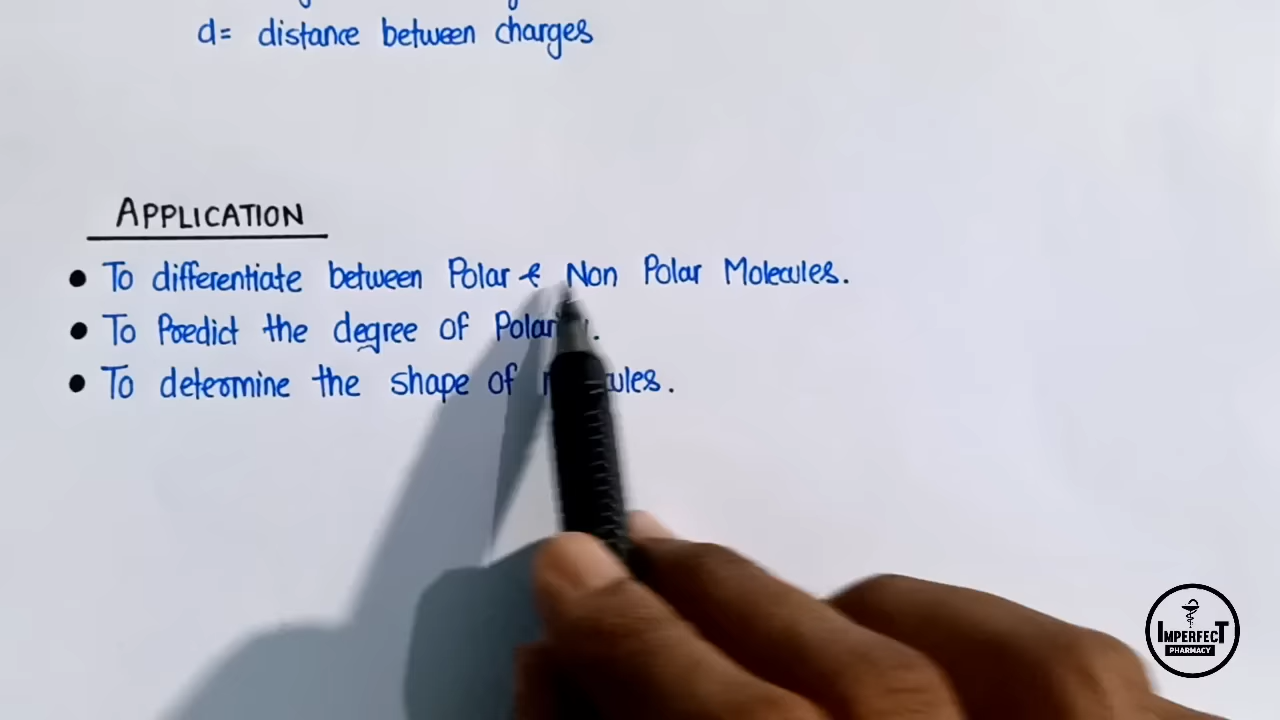 d= distance between charges
APPLICATION
● To differentiate between Polar & Non Polar Molecules.
● To Predict the degree of
● To determine the shape of
IMPERFECT
PHARMACY